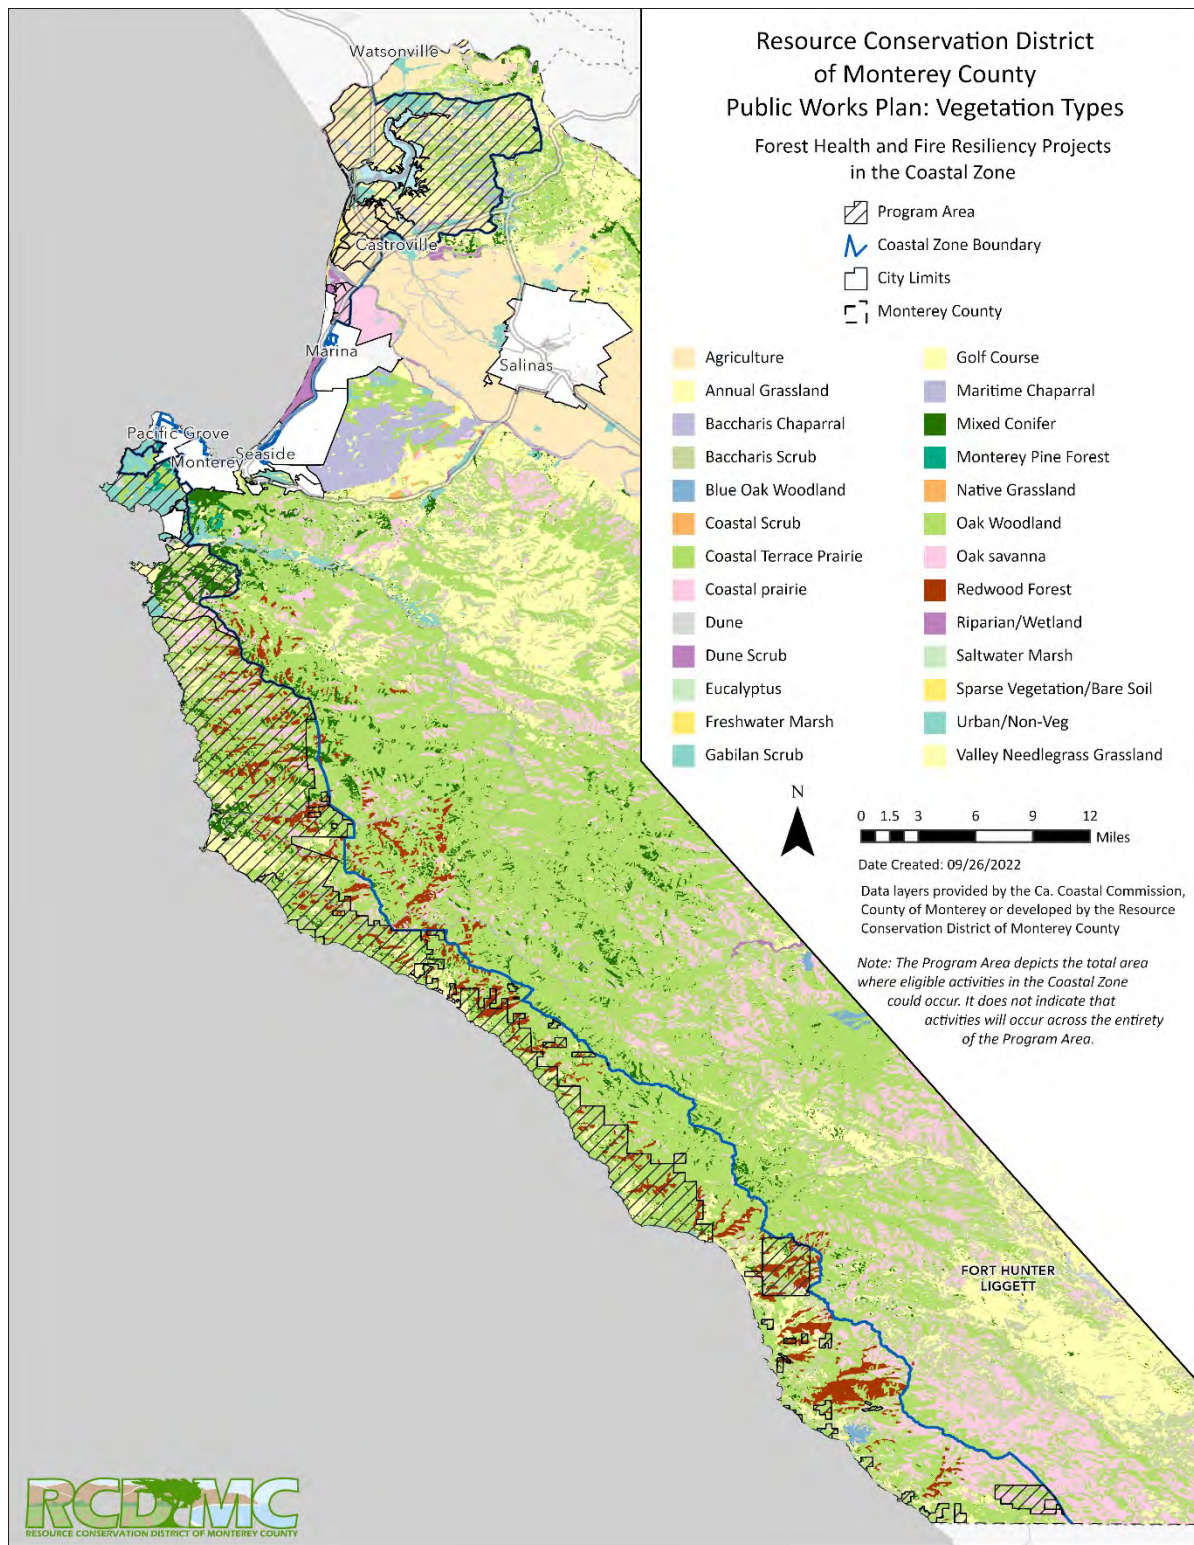 Resource Conservation District
of Monterey County
Public Works Plan: Vegetation Types
Forest Health and Fire Resiliency Projects
in the Coastal Zone
Program Area
Coastal Zone Boundary
City Limits
Monterey County
Agriculture
Annual Grassland
Baccharis Chaparral
Baccharis Scrub
Blue Oak Woodland
Coastal Scrub
Coastal Terrace Prairie
Coastal prairie
Dune
Dune Scrub
Eucalyptus
Freshwater Marsh
Gabilan Scrub
Golf Course
Maritime Chaparral
Mixed Conifer
Monterey Pine Forest
Native Grassland
Oak Woodland
Oak savanna
Redwood Forest
Riparian/Wetland
Saltwater Marsh
Sparse Vegetation/Bare Soil
Urban/Non-Veg
Valley Needlegrass Grassland
N
0 1.5 3 6 9 12
Miles
Date Created: 09/26/2022
Data layers provided by the Ca. Coastal Commission,
County of Monterey or developed by the Resource
Conservation District of Monterey County
Note: The Program Area depicts the total area
where eligible activities in the Coastal Zone
could occur. It does not indicate that
activities will occur across the entirety
of the Program Area.
Watsonville
Castroville
Marina
Salinas
Pacific Grove
Seaside
Monterey
FORT HUNTER
LIGGETT
RCD MC
RESOURCE CONSERVATION DISTRICT OF MONTEREY COUNTY